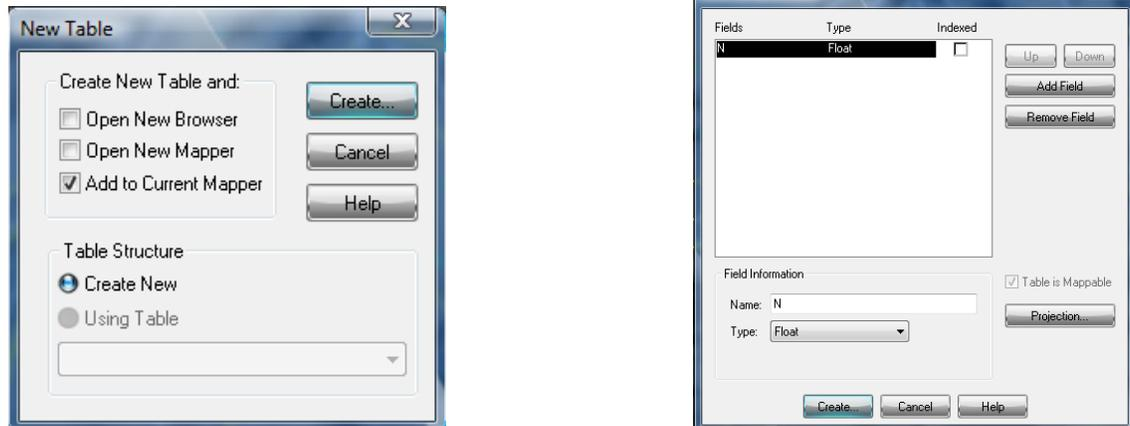 New Table
Create New Table and:
Open New Browser
Open New Mapper
Add to Current Mapper
Create...
Cancel
Help
Table Structure
Create New
Using Table
Fields Type Indexed
N Float
Up Down
Add Field
Remove Field
Field Information
Name: N
Type: Float
Table is Mappable
Projection...
Create... Cancel Help